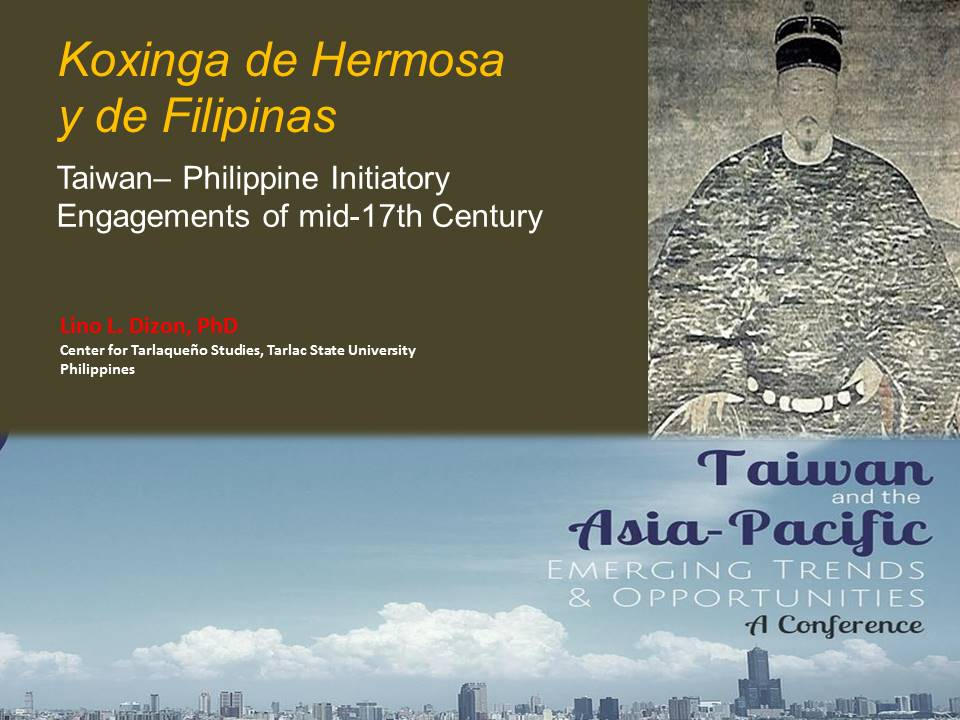 Koxinga de Hermosa
y de Filipinas
Taiwan– Philippine Initiatory
Engagements of mid-17th Century
Lino L. Dizon, PhD
Center for Tarlaqueño Studies, Tarlac State University
Philippines
Taiwan
and the
Asia-Pacific
EMERGING TRENDS
& OPPORTUNITIES
A Conference